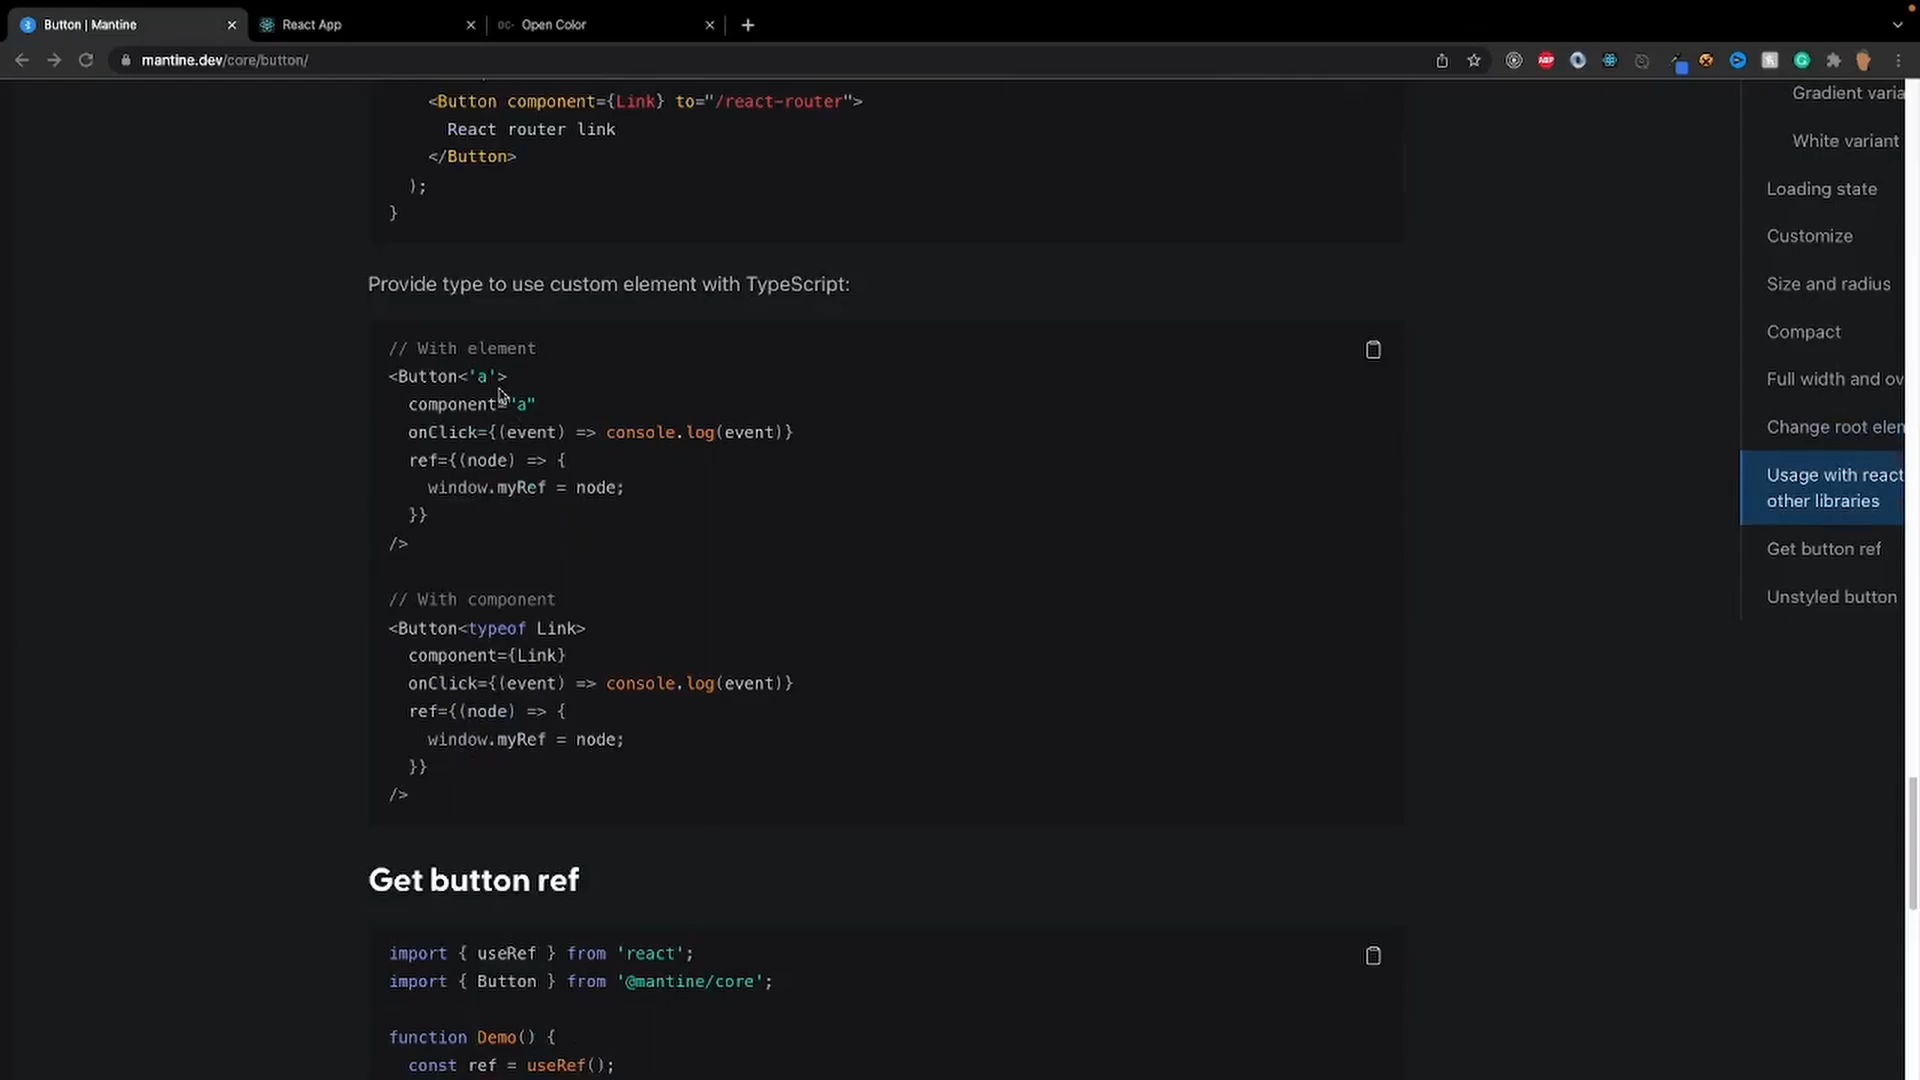 Button | Mantine
React App
OC- Open Color
mantine.dev/core/button/
<Button component={Link} to="/react-router">
React router link
</Button>
);
}
Provide type to use custom element with TypeScript:
// With element
<Button<'a'>
component="a"
onClick={(event) => console.log(event)}
ref={(node) => {
window.myRef = node;
}}
/>
// With component
<Button<typeof Link>
component={Link}
onClick={(event) => console.log(event)}
ref={(node) => {
window.myRef = node;
}}
/>
Get button ref
import { useRef } from 'react';
import { Button } from '@mantine/core';
function Demo() {
const ref = useRef();
Gradient varia
White variant
Loading state
Customize
Size and radius
Compact
Full width and ov
Change root elem
Usage with react
other libraries
Get button ref
Unstyled button